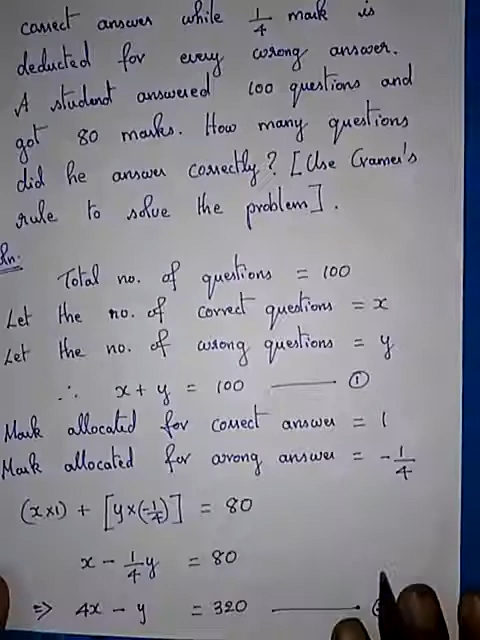 correct answer while 1/4 mark is
deducted for every wrong answer.
A student answered 100 questions and
got 80 marks. How many questions
did he answer correctly? [Use Cramer's
rule to solve the problem].
Total no. of questions = 100
Let the no. of correct questions = x
Let the no. of wrong questions = y
∴ x + y = 100 ——— ①
Mark allocated for correct answer = 1
Mark allocated for wrong answer = -1/4
(x×1) + [y×(-1/4)] = 80
x - 1/4 y = 80
⇒ 4x - y = 320 ———